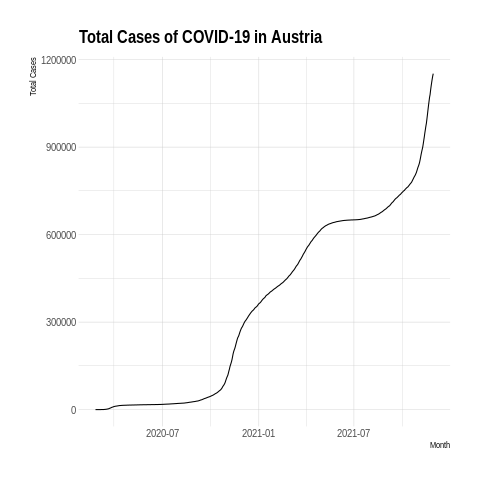 Total Cases of COVID-19 in Austria
Total Cases
1200000
900000
600000
300000
0
2020-07 2021-01 2021-07
Month